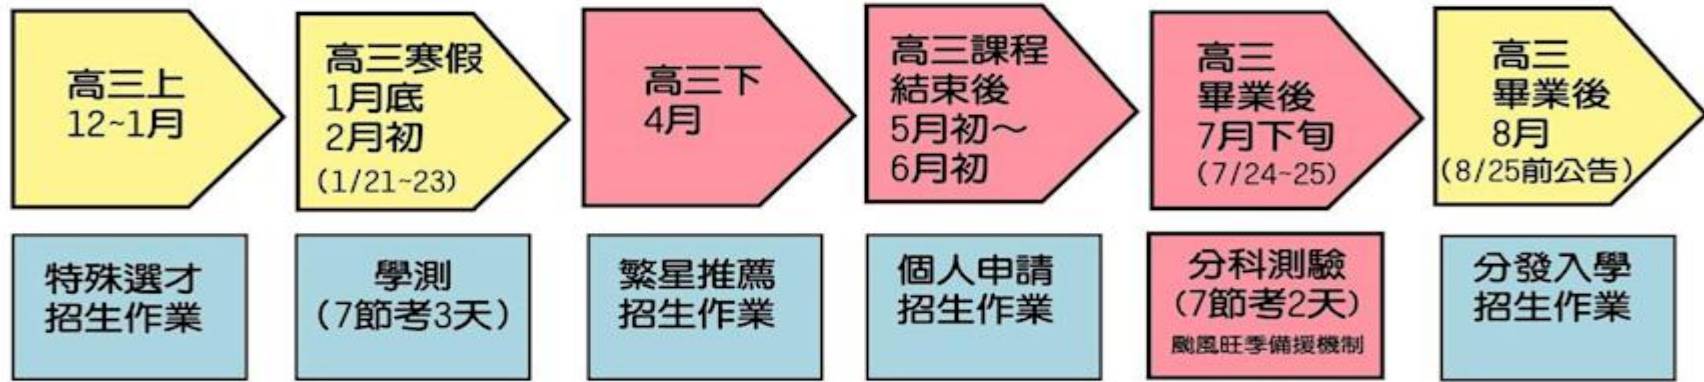 高三上
12~1月
高三寒假
1月底
2月初
(1/21~23)
高三下
4月
高三課程
結束後
5月初～
6月初
高三
畢業後
7月下旬
(7/24~25)
高三
畢業後
8月
(8/25前公告)
特殊選才
招生作業
學測
(7節考3天)
繁星推薦
招生作業
個人申請
招生作業
分科測驗
(7節考2天)
颱風旺季備援機制
分發入學
招生作業